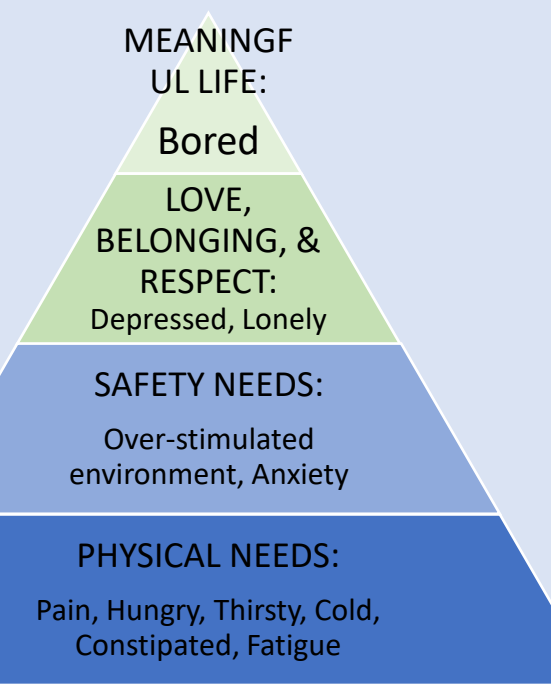 MEANINGF
UL LIFE:
Bored
LOVE,
BELONGING, &
RESPECT:
Depressed, Lonely
SAFETY NEEDS:
Over-stimulated
environment, Anxiety
PHYSICAL NEEDS:
Pain, Hungry, Thirsty, Cold,
Constipated, Fatigue